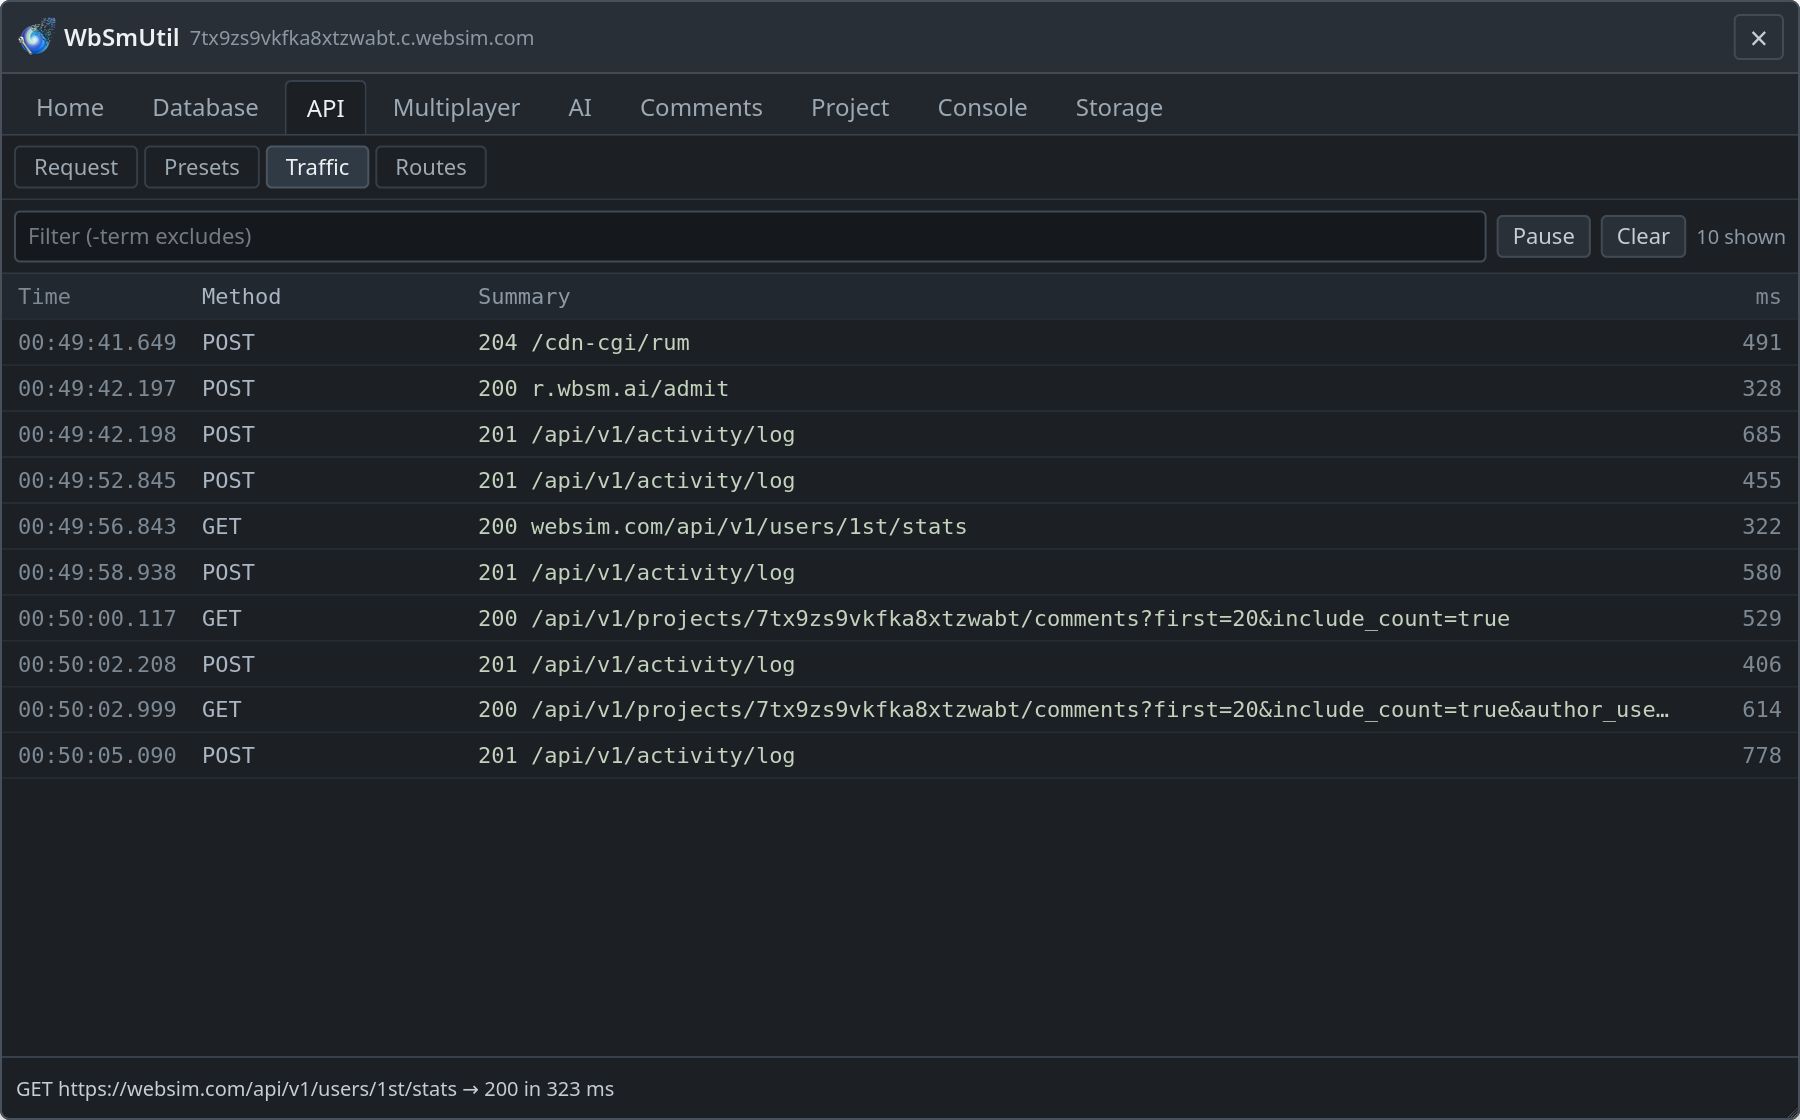 WbSmUtil 7tx9zs9vkfka8xtzwabt.c.websim.com ×
Home Database API Multiplayer AI Comments Project Console Storage
Request Presets Traffic Routes
Filter (-term excludes) Pause Clear 10 shown
Time Method Summary ms
00:49:41.649 POST 204 /cdn-cgi/rum 491
00:49:42.197 POST 200 r.wbsm.ai/admit 328
00:49:42.198 POST 201 /api/v1/activity/log 685
00:49:52.845 POST 201 /api/v1/activity/log 455
00:49:56.843 GET 200 websim.com/api/v1/users/1st/stats 322
00:49:58.938 POST 201 /api/v1/activity/log 580
00:50:00.117 GET 200 /api/v1/projects/7tx9zs9vkfka8xtzwabt/comments?first=20&include_count=true 529
00:50:02.208 POST 201 /api/v1/activity/log 406
00:50:02.999 GET 200 /api/v1/projects/7tx9zs9vkfka8xtzwabt/comments?first=20&include_count=true&author_use… 614
00:50:05.090 POST 201 /api/v1/activity/log 778
GET https://websim.com/api/v1/users/1st/stats → 200 in 323 ms